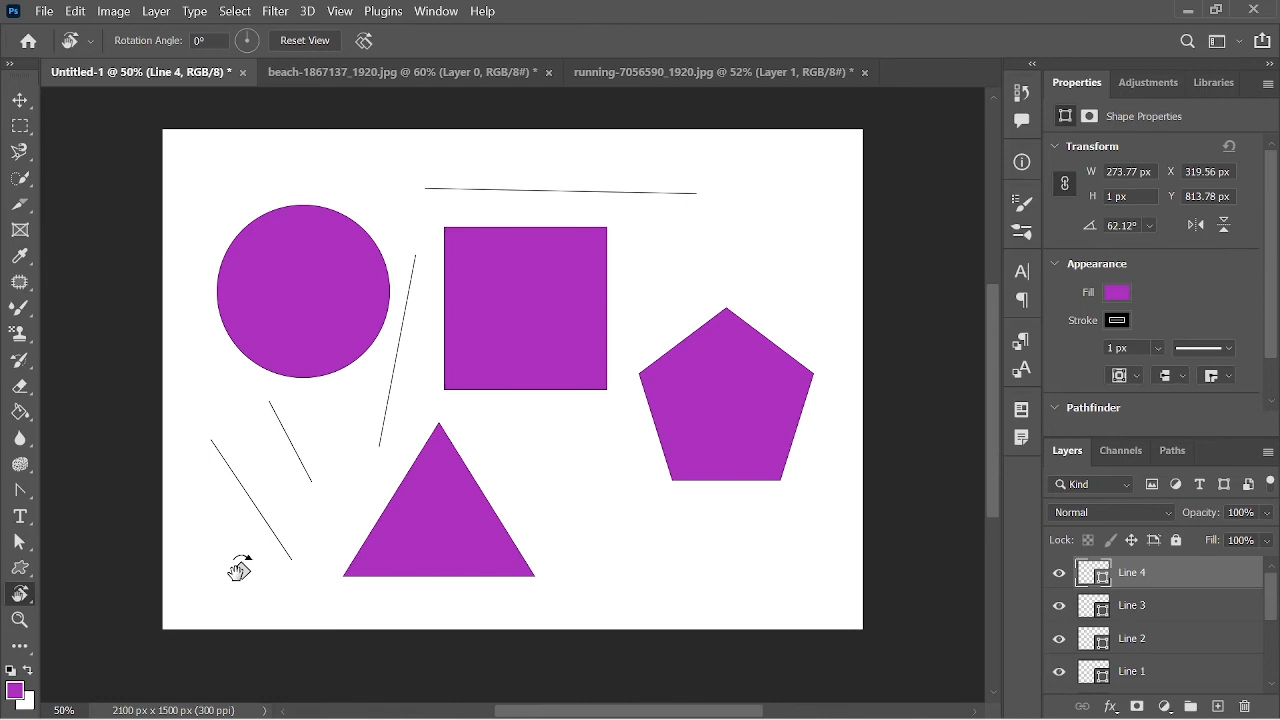 Ps File Edit Image Layer Type Select Filter 3D View Plugins Window Help
Rotation Angle: 0° Reset View
Untitled-1 @ 50% (Line 4, RGB/8) * × beach-1867137_1920.jpg @ 60% (Layer 0, RGB/8#) * × running-7056590_1920.jpg @ 52% (Layer 1, RGB/8#) * ×
Properties Adjustments Libraries
Shape Properties
Transform
W 273.77 px X 319.56 px
H 1 px Y 813.78 px
62.12°
Appearance
Fill
Stroke
1 px
Pathfinder
Layers Channels Paths
Kind
Normal Opacity: 100%
Lock: Fill: 100%
Line 4
Line 3
Line 2
Line 1
50% 2100 px x 1500 px (300 ppi)